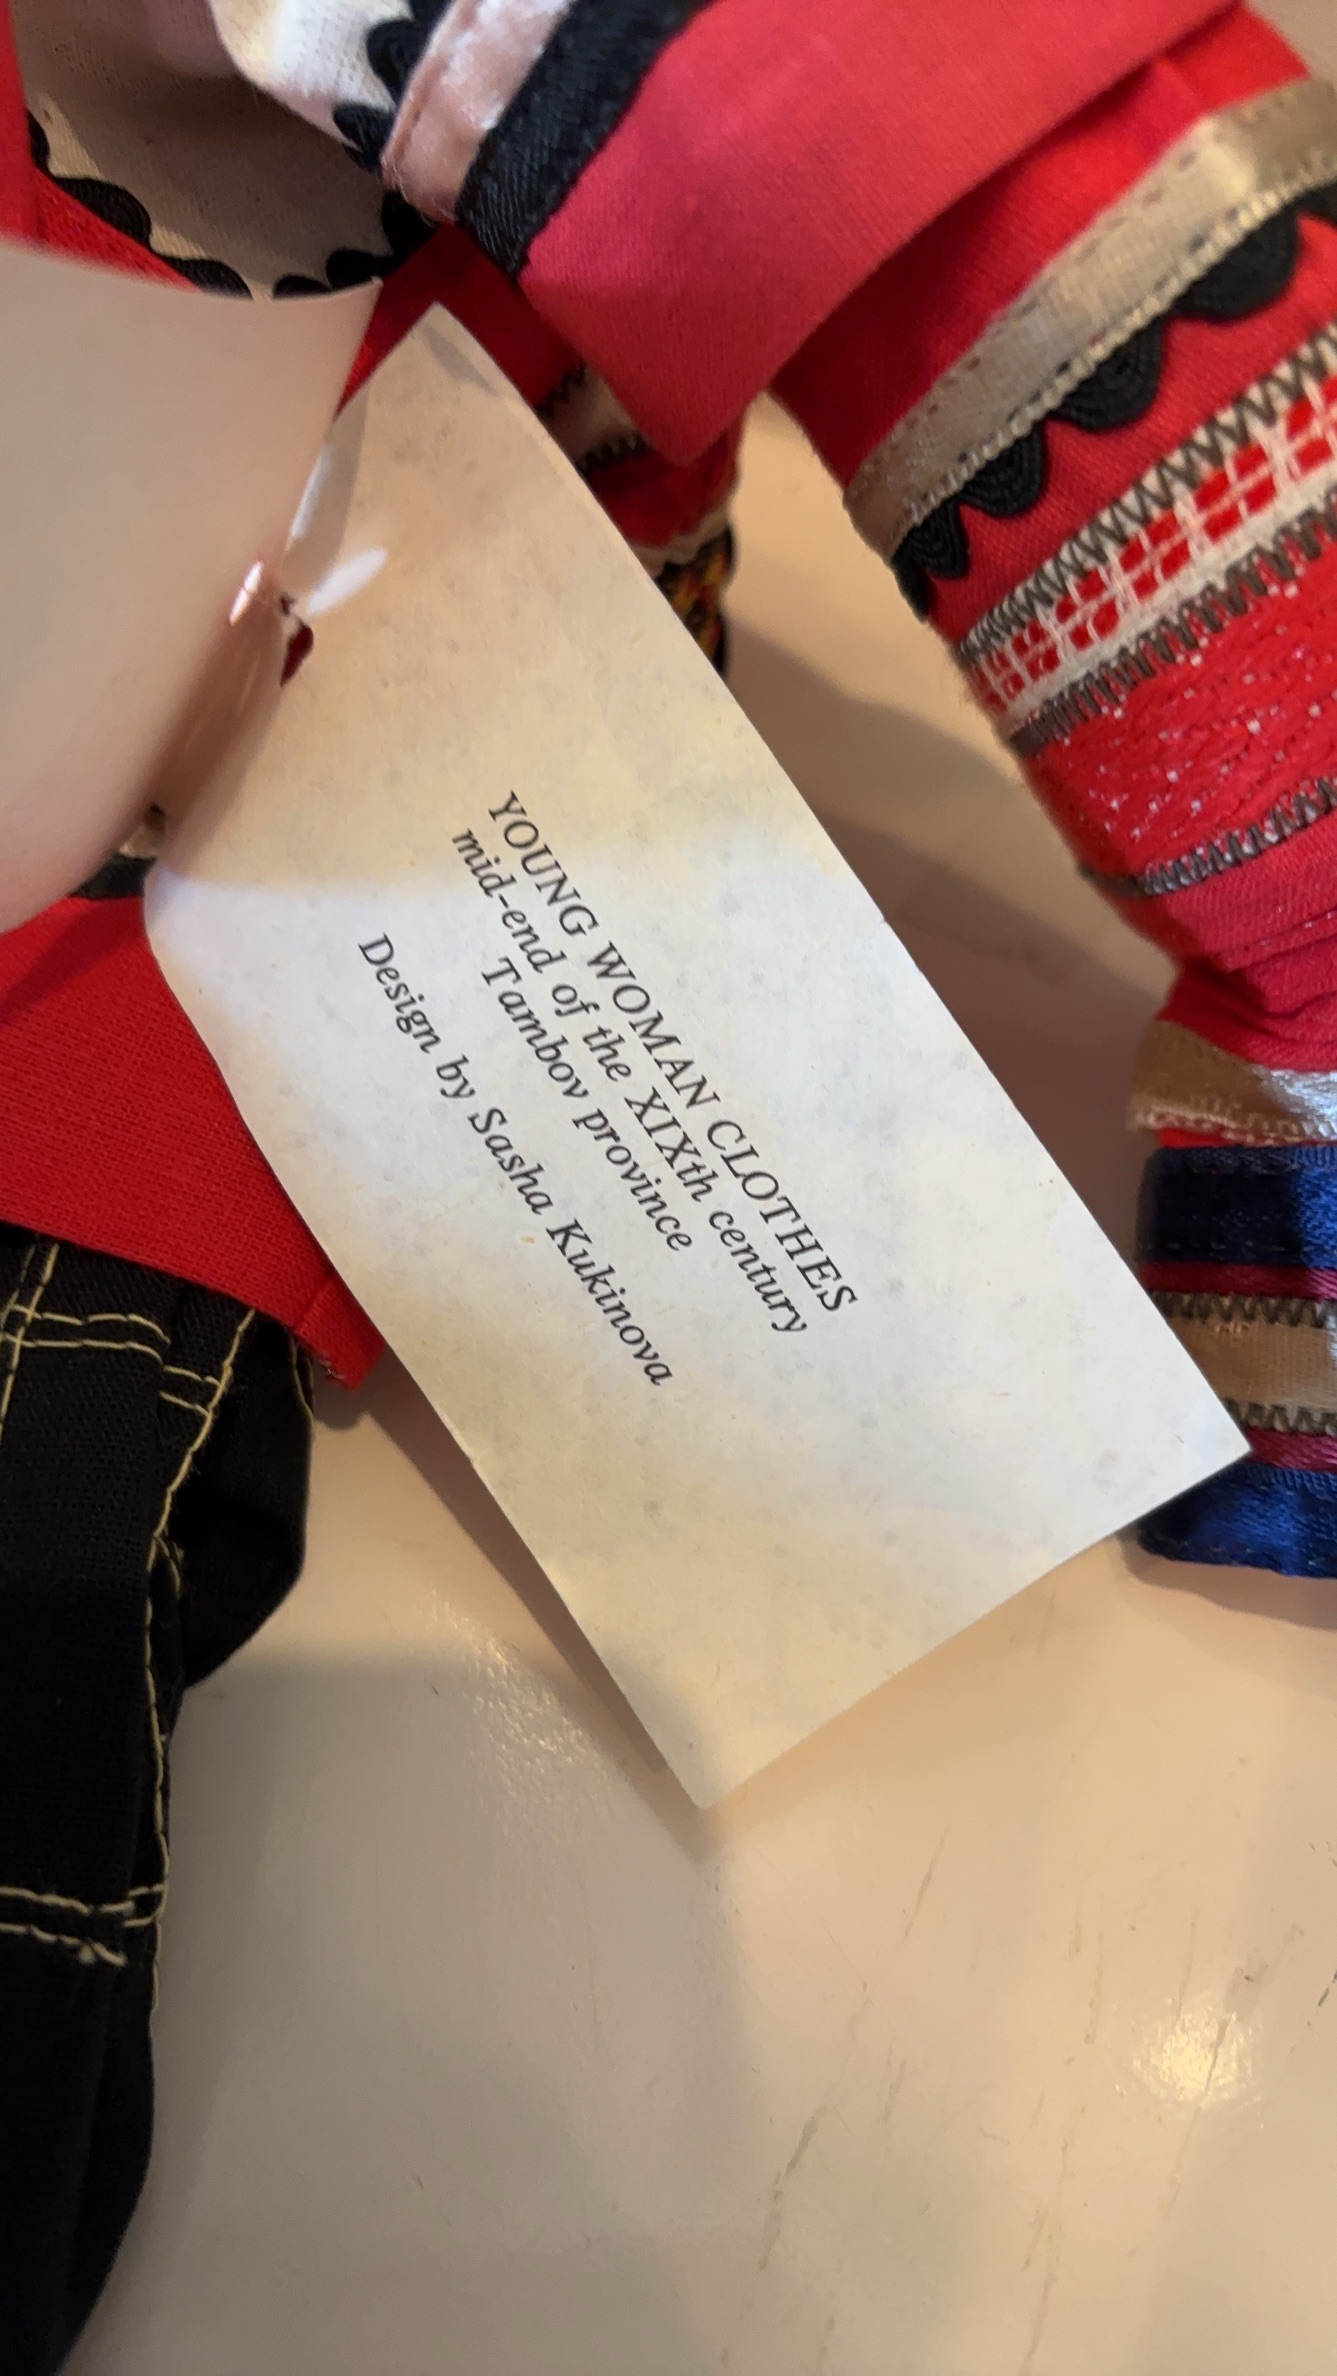 YOUNG WOMAN CLOTHES
mid-end of the XIXth century
Tambov province
Design by Sasha Kukinova